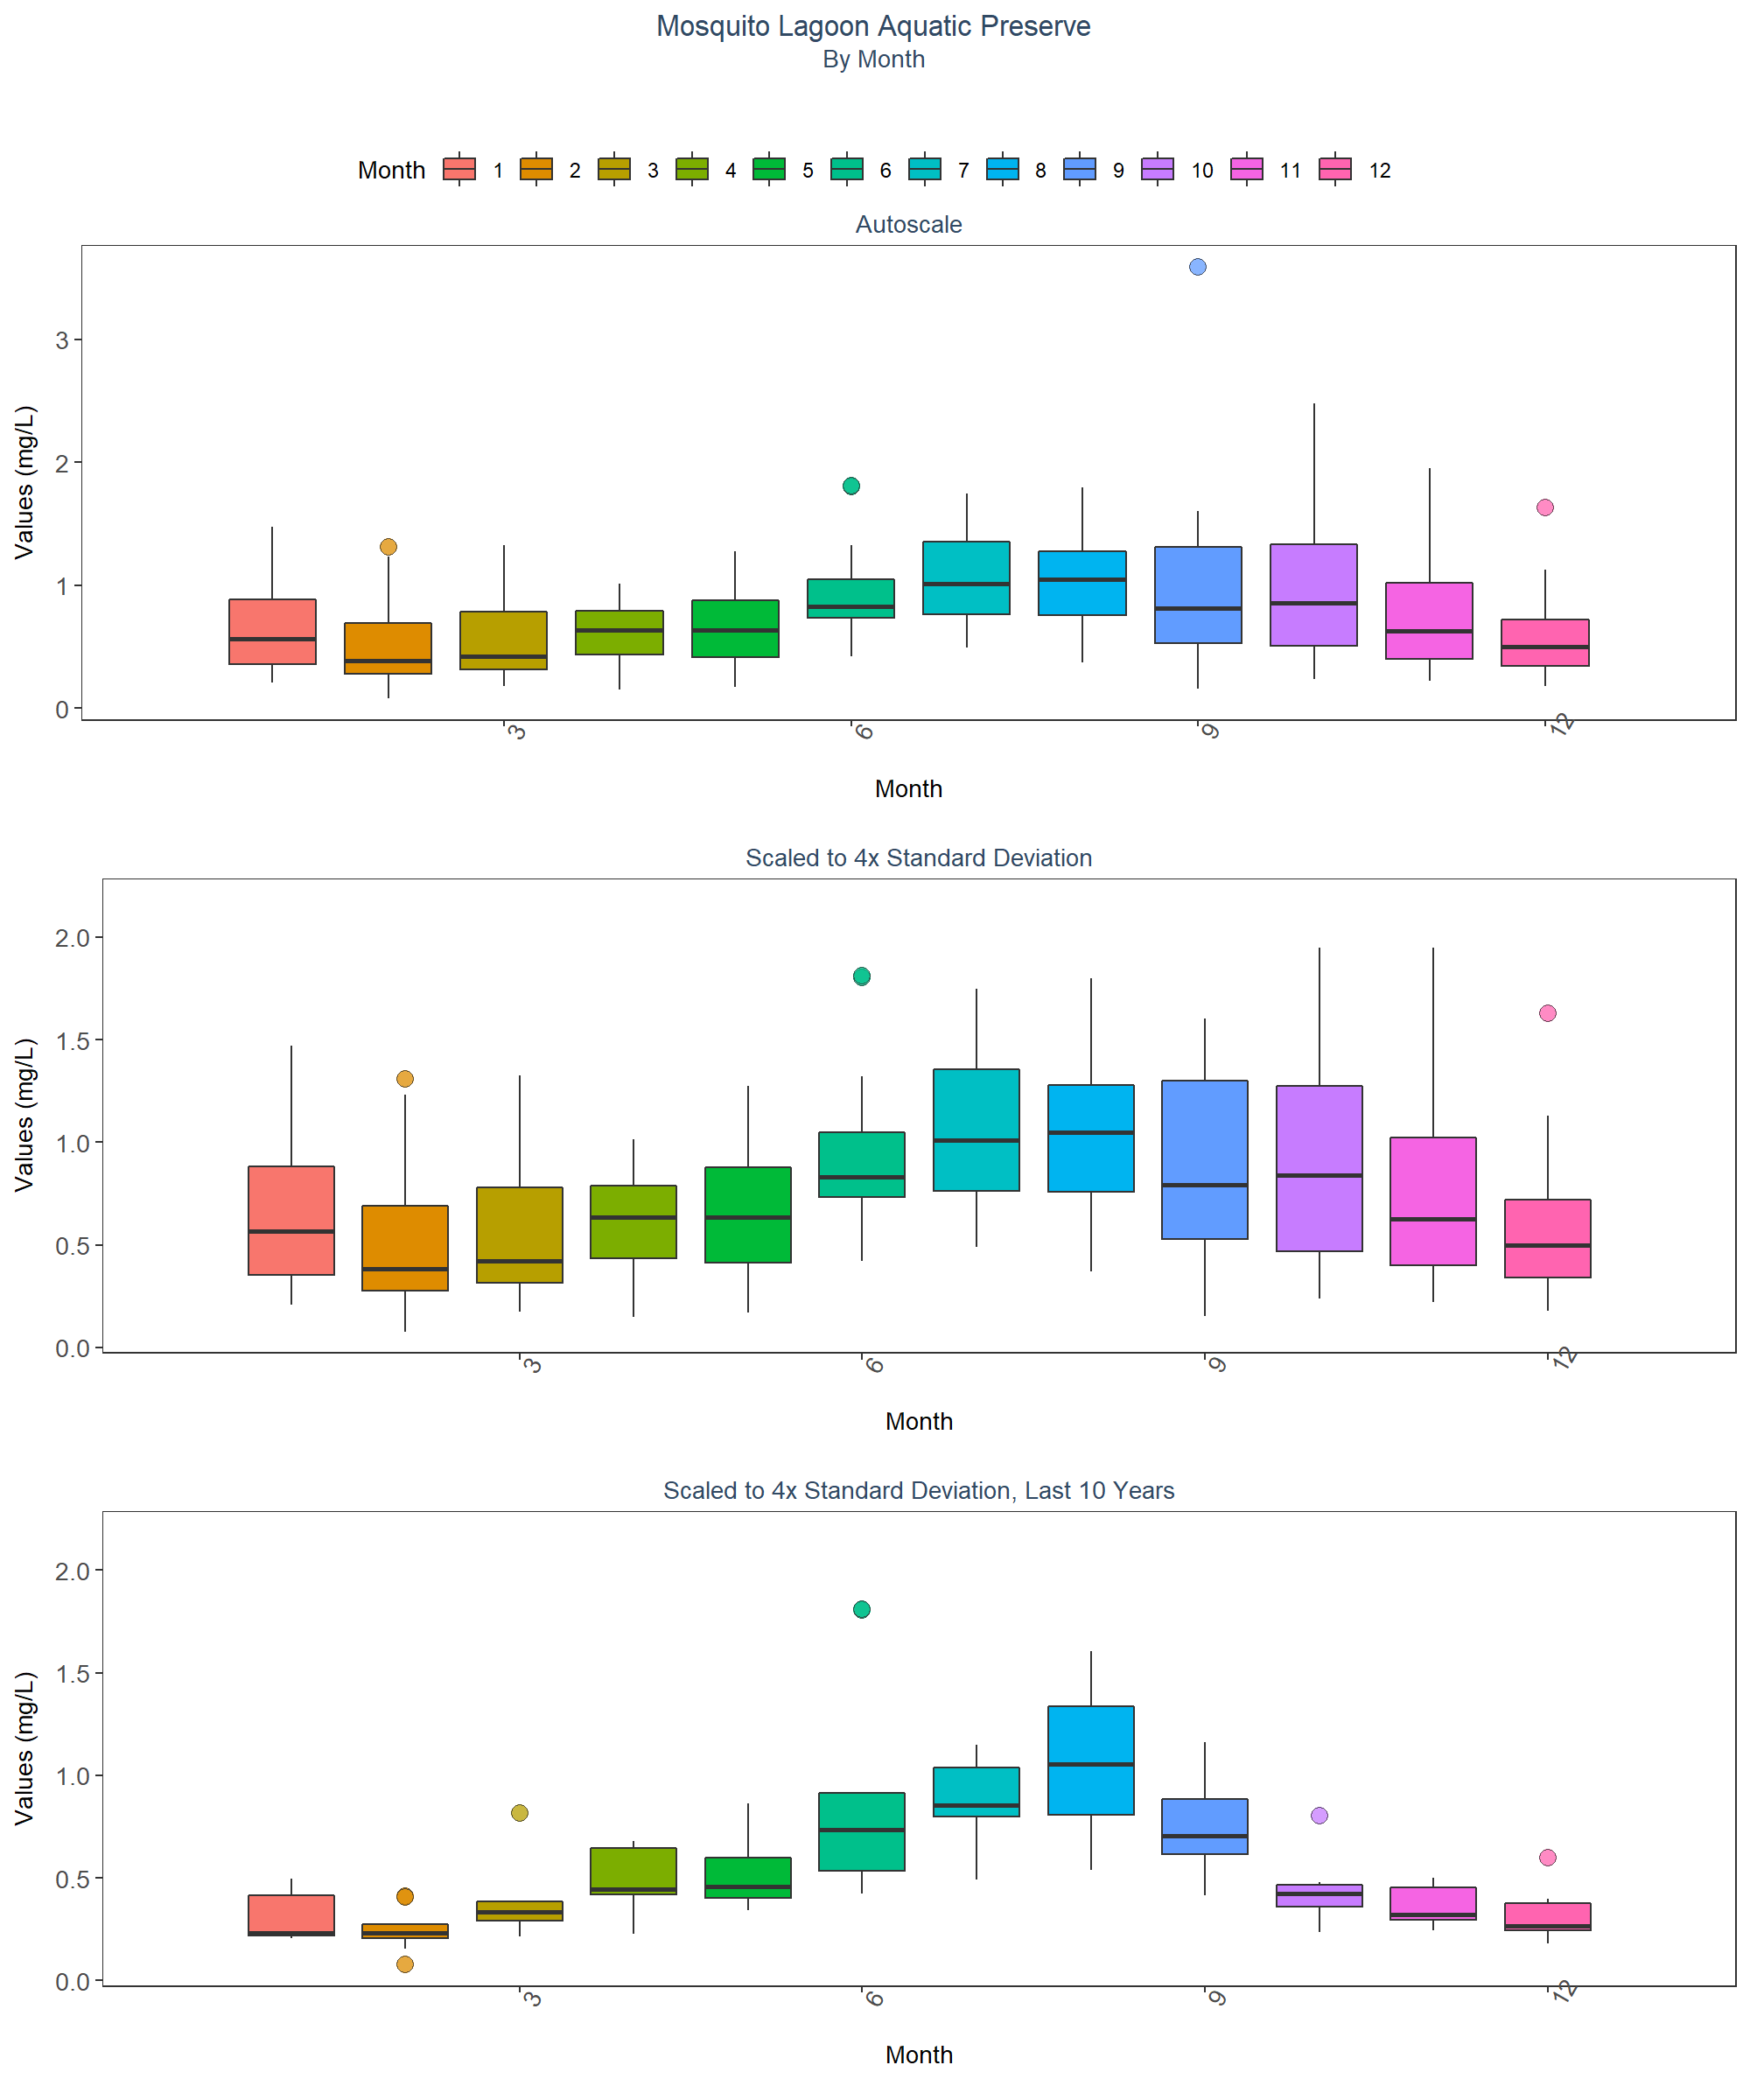 Mosquito Lagoon Aquatic Preserve
By Month
Month 1 2 3 4 5 6 7 8 9 10 11 12
Autoscale
Values (mg/L)
3
2
1
0
3 6 9 12
Month
Scaled to 4x Standard Deviation
Values (mg/L)
2.0
1.5
1.0
0.5
0.0
3 6 9 12
Month
Scaled to 4x Standard Deviation, Last 10 Years
Values (mg/L)
2.0
1.5
1.0
0.5
0.0
3 6 9 12
Month